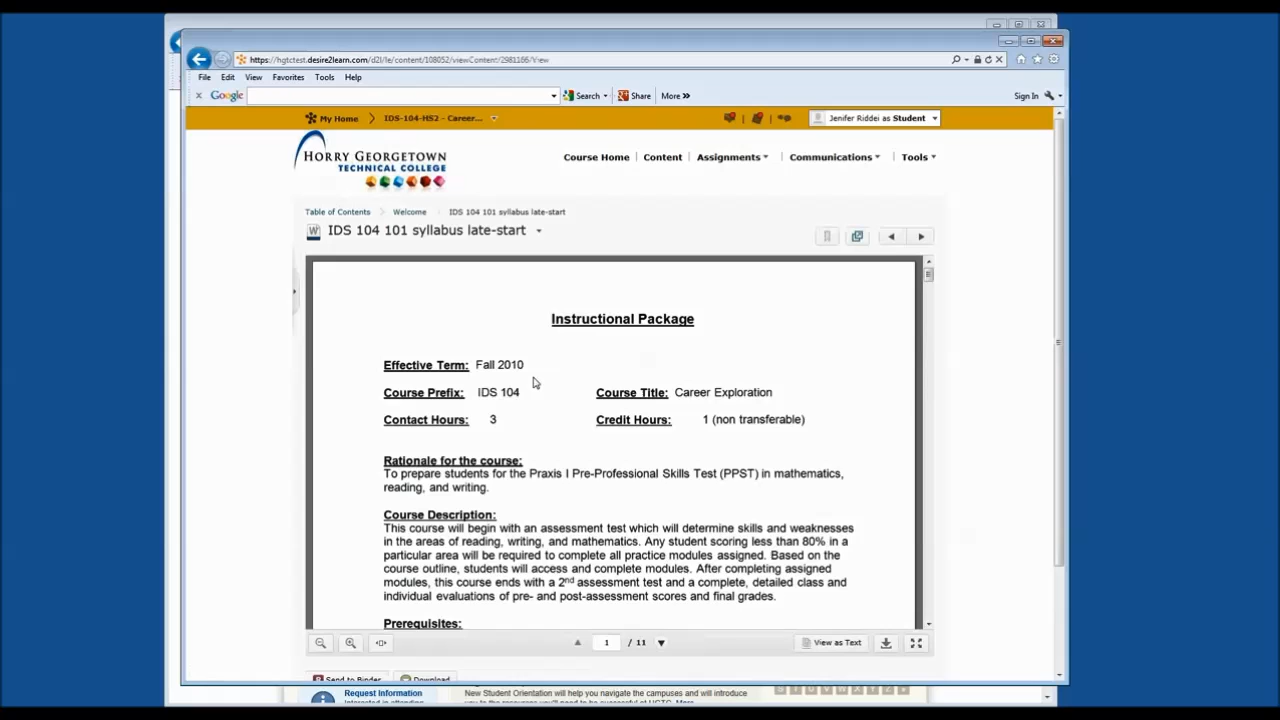 https://hgtctest.desire2learn.com/d2l/le/content/108052/viewContent/2981166/View
File Edit View Favorites Tools Help
x Google Search Share More »» Sign In
My Home IDS-104-HS2 - Career... Jenifer Riddei as Student
HORRY GEORGETOWN
TECHNICAL COLLEGE
Course Home Content Assignments Communications Tools
Table of Contents Welcome IDS 104 101 syllabus late-start
W IDS 104 101 syllabus late-start
Instructional Package
Effective Term: Fall 2010
Course Prefix: IDS 104 Course Title: Career Exploration
Contact Hours: 3 Credit Hours: 1 (non transferable)
Rationale for the course:
To prepare students for the Praxis I Pre-Professional Skills Test (PPST) in mathematics,
reading, and writing.
Course Description:
This course will begin with an assessment test which will determine skills and weaknesses
in the areas of reading, writing, and mathematics. Any student scoring less than 80% in a
particular area will be required to complete all practice modules assigned. Based on the
course outline, students will access and complete modules. After completing assigned
modules, this course ends with a 2nd assessment test and a complete, detailed class and
individual evaluations of pre- and post-assessment scores and final grades.
Prerequisites:
1 / 11 View as Text
Send to Binder Download
Request Information New Student Orientation will help you navigate the campuses and will introduce